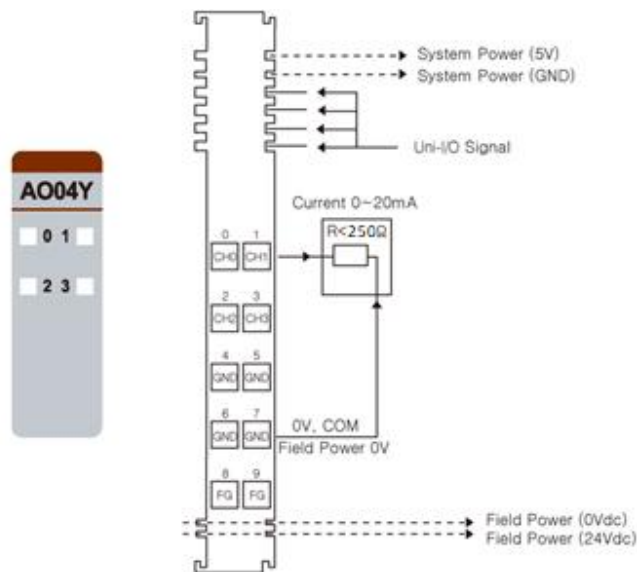 System Power (5V)
System Power (GND)
Uni-I/O Signal
AO04Y
0 1
2 3
Current 0~20mA
R<250Ω
0 1
CH0 CH1
2 3
CH2 CH3
4 5
GND GND
6 7
GND GND
0V, COM
Field Power 0V
8 9
FG FG
Field Power (0Vdc)
Field Power (24Vdc)